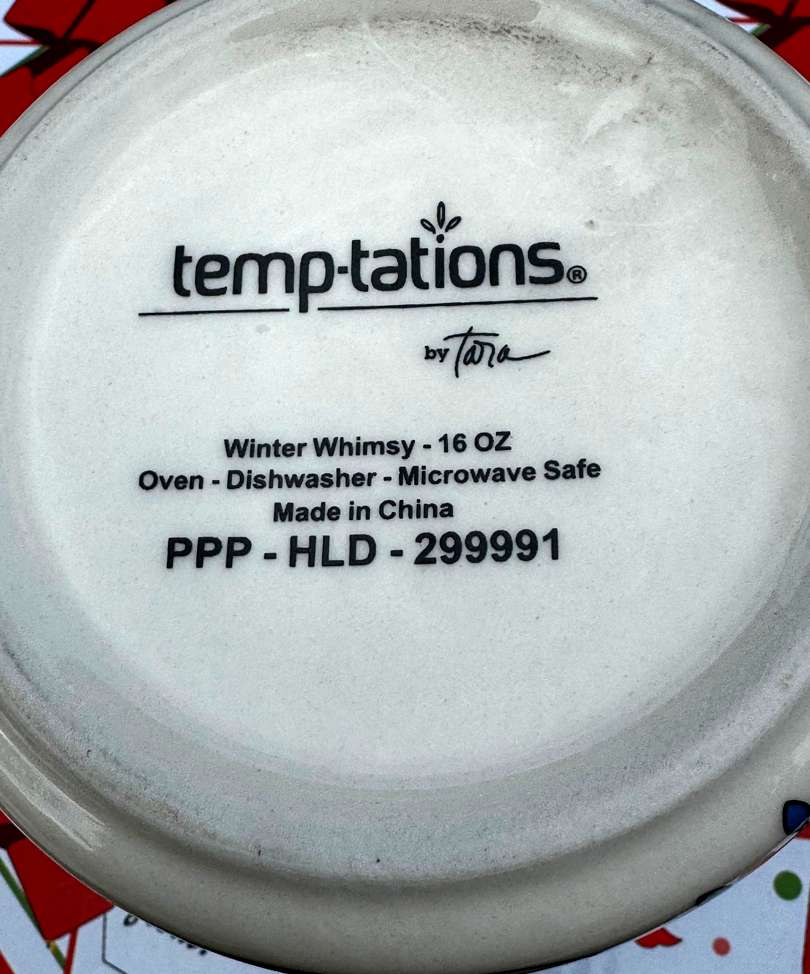 temp-tations®
by Tara
Winter Whimsy - 16 OZ
Oven - Dishwasher - Microwave Safe
Made in China
PPP - HLD - 299991